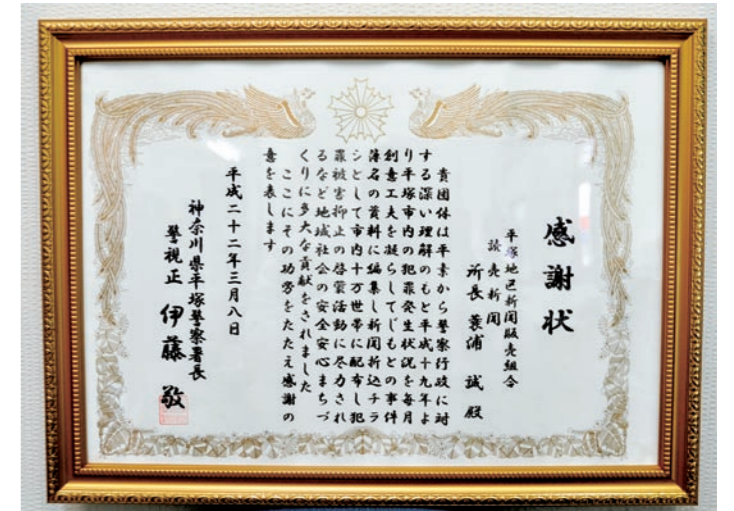 感謝状
平塚地区新聞販売組合
読売新聞
所長 蓑浦 誠 殿
貴団体は平素から警察行政に対
する深い理解のもと平成十九年よ
り平塚市内の犯罪発生状況を毎月
創意工夫を凝らしてじもとの事件
簿名の資料に編集し新聞折込チラ
シとして市内十万世帯に配布し犯
罪被害抑止の啓蒙活動に尽力され
るなど地域社会の安全安心まちづ
くりに多大な貢献をされました
ここにその功労をたたえ感謝の
意を表します
平成二十二年三月八日
神奈川県平塚警察署長
警視正 伊藤 敬